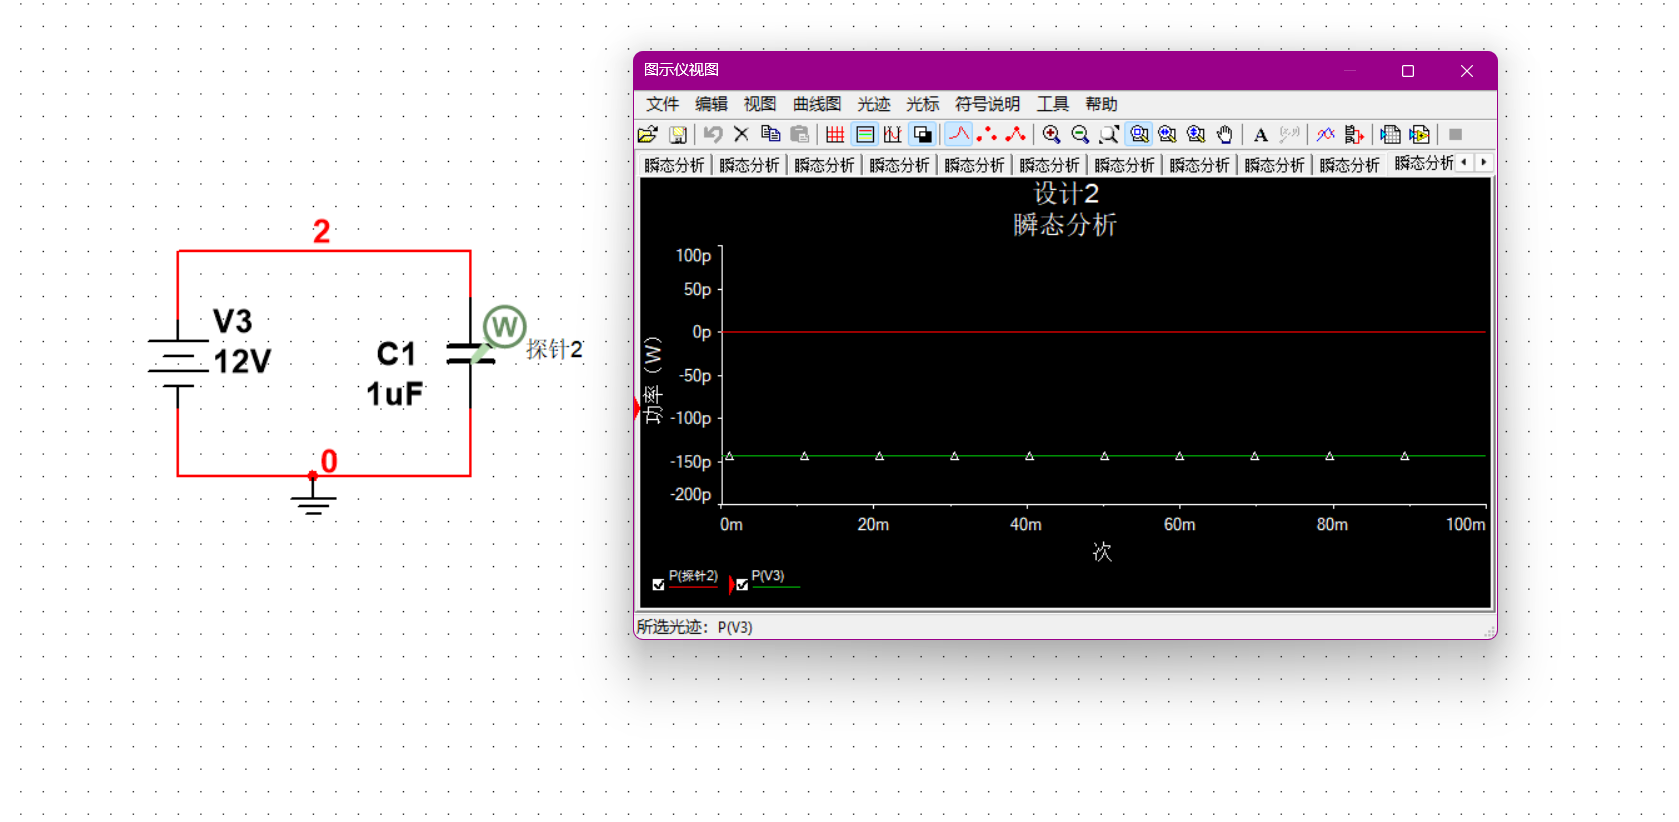 图示仪视图
文件 编辑 视图 曲线图 光迹 光标 符号说明 工具 帮助
A (x,y)
瞬态分析 瞬态分析 瞬态分析 瞬态分析 瞬态分析 瞬态分析 瞬态分析 瞬态分析 瞬态分析 瞬态分析 瞬态分析
设计2
瞬态分析
100p
50p
0p
-50p
-100p
-150p
-200p
功率（W）
0m 20m 40m 60m 80m 100m
次
P(探针2) P(V3)
所选光迹： P(V3)
2
V3
12V
C1
1uF
W
探针2
0